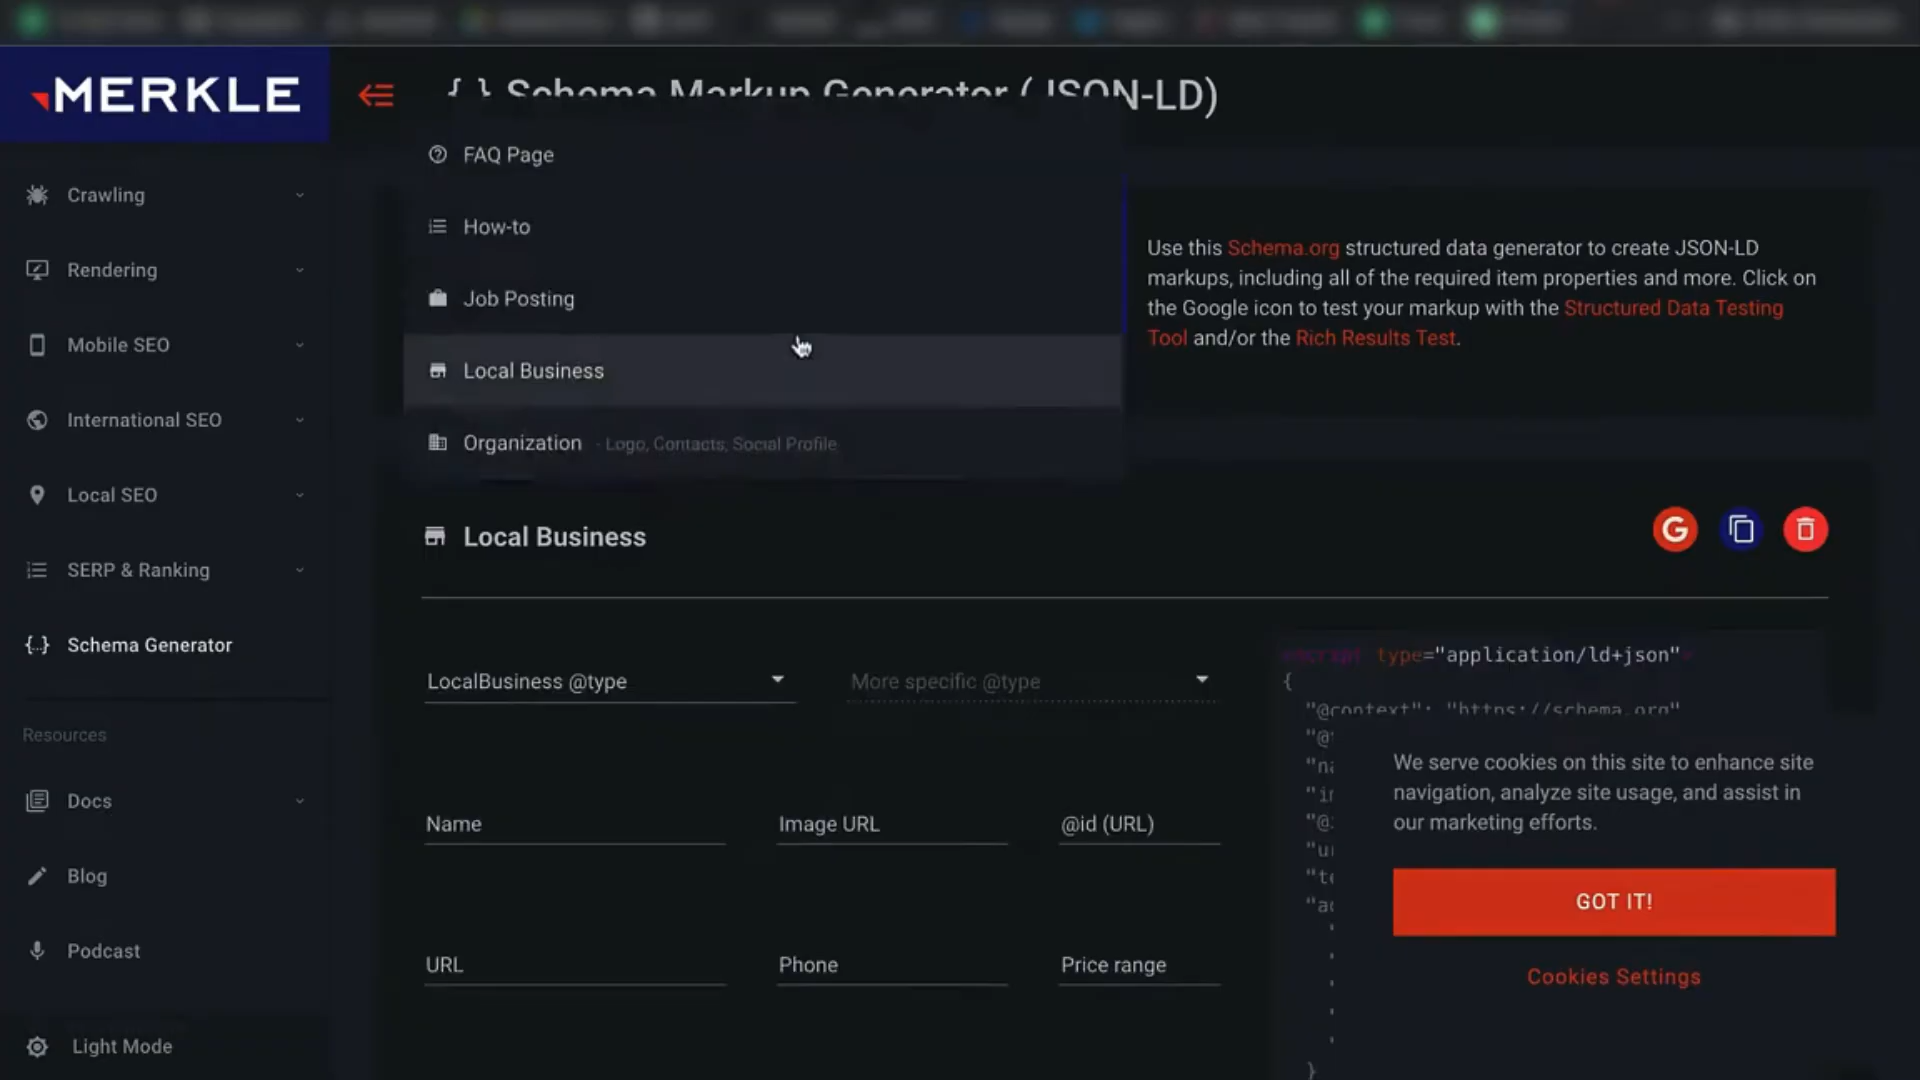 MERKLE
{ } Schema Markup Generator (JSON-LD)
Crawling
Rendering
Mobile SEO
International SEO
Local SEO
SERP & Ranking
{...} Schema Generator
Resources
Docs
Blog
Podcast
Light Mode
FAQ Page
How-to
Job Posting
Local Business
Organization - Logo, Contacts, Social Profile
Use this Schema.org structured data generator to create JSON-LD
markups, including all of the required item properties and more. Click on
the Google icon to test your markup with the Structured Data Testing
Tool and/or the Rich Results Test.
Local Business
G
LocalBusiness @type
More specific @type
Name
Image URL
@id (URL)
URL
Phone
Price range
<script type="application/ld+json">
{
"@context": "https://schema.org"
"@
"na
"@
"te
}
We serve cookies on this site to enhance site
navigation, analyze site usage, and assist in
our marketing efforts.
GOT IT!
Cookies Settings